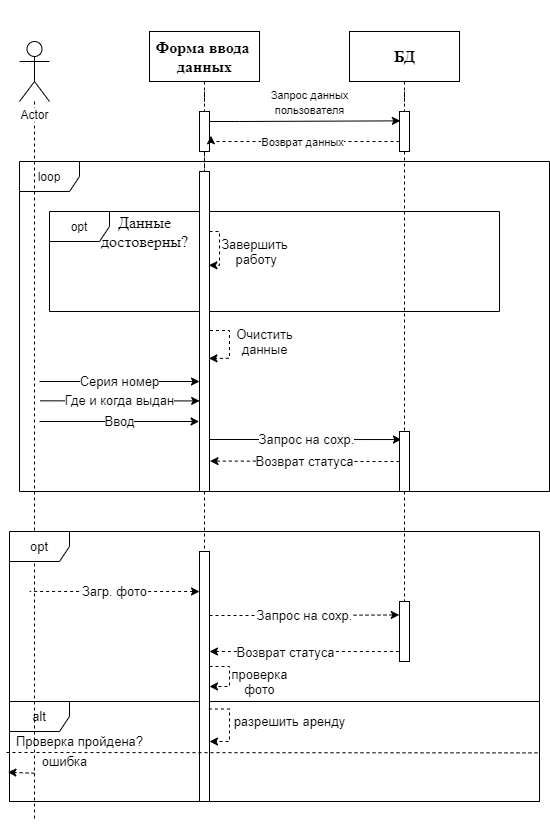 Форма ввода
данных
БД
Actor
Запрос данных
пользователя
Возврат данных
loop
opt
Данные
достоверны?
Завершить
работу
Очистить
данные
Серия номер
Где и когда выдан
Ввод
Запрос на сохр.
Возврат статуса
opt
Загр. фото
Запрос на сохр.
Возврат статуса
проверка
фото
alt
разрешить аренду
Проверка пройдена?
ошибка